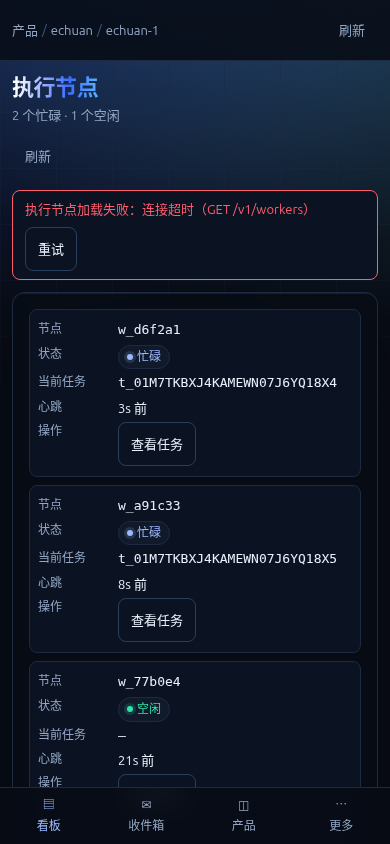 产品 / echuan / echuan-1
刷新
执行节点
2 个忙碌 · 1 个空闲
刷新
执行节点加载失败：连接超时（GET /v1/workers）
重试
节点 w_d6f2a1
状态 忙碌
当前任务 t_01M7TKBXJ4KAMEWN07J6YQ18X4
心跳 3s 前
操作 查看任务
节点 w_a91c33
状态 忙碌
当前任务 t_01M7TKBXJ4KAMEWN07J6YQ18X5
心跳 8s 前
操作 查看任务
节点 w_77b0e4
状态 空闲
当前任务 —
心跳 21s 前
操作
看板 收件箱 产品 更多